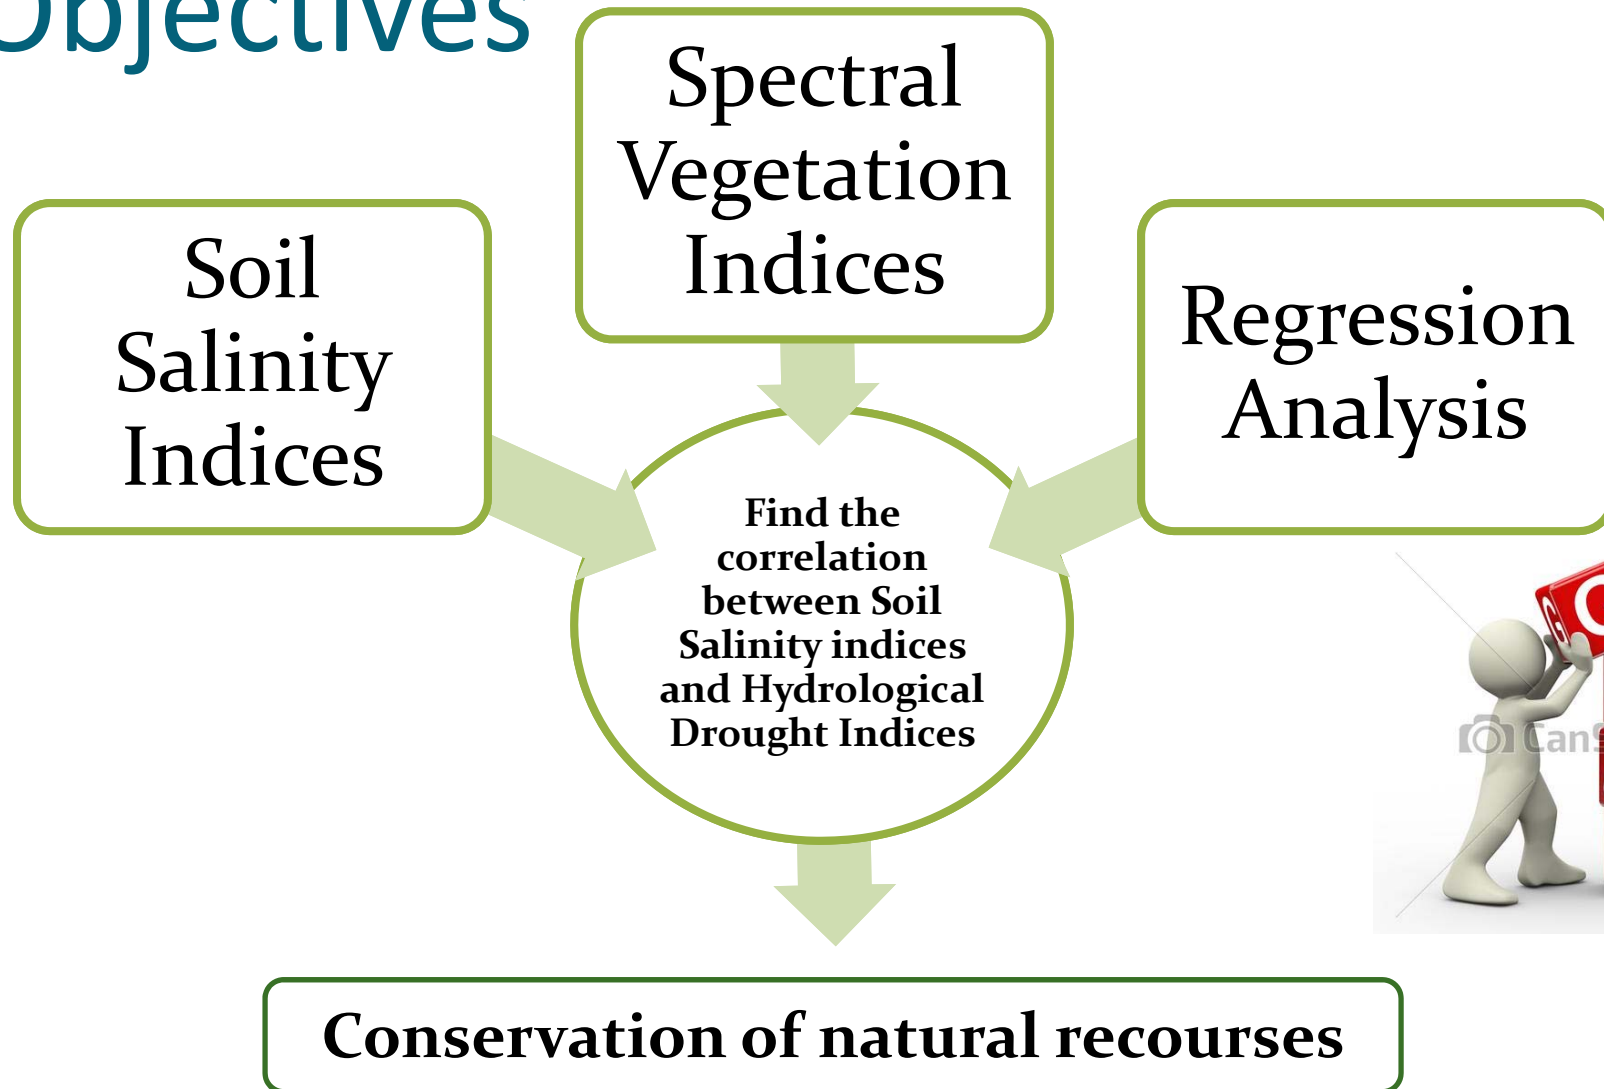 Objectives
Spectral
Vegetation
Indices
Soil
Salinity
Indices
Regression
Analysis
Find the
correlation
between Soil
Salinity indices
and Hydrological
Drought Indices
G
Conservation of natural recourses